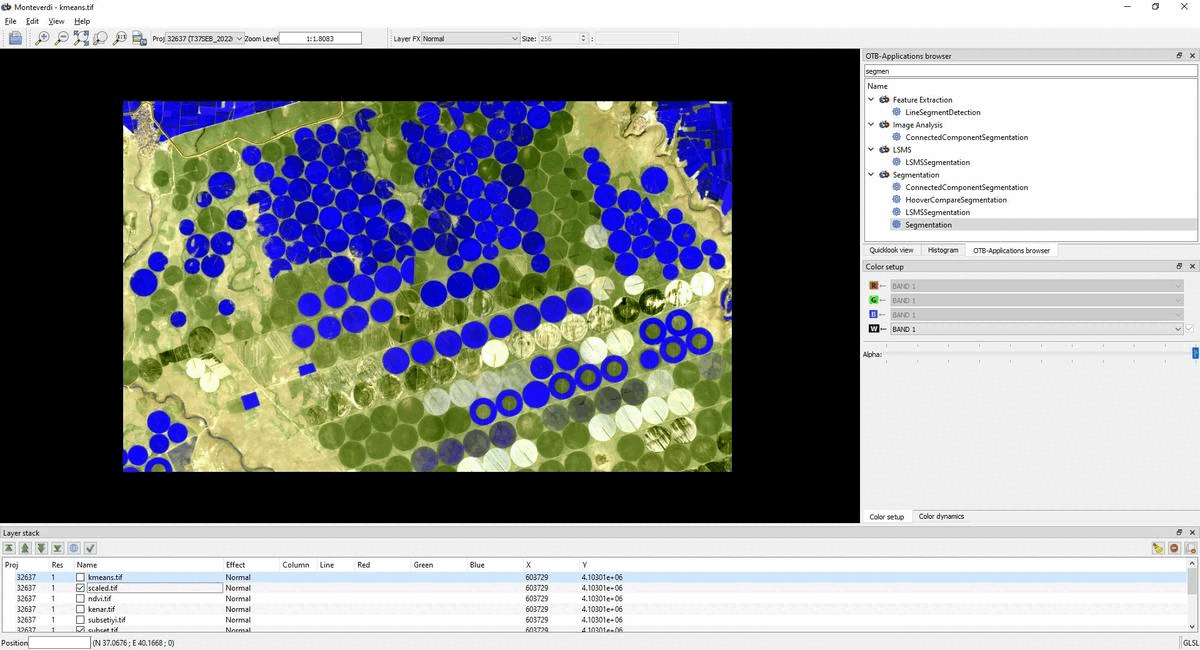 Monteverdi - kmeans.tif
File Edit View Help
Proj 32637 (T37SEB_2022 Zoom Level 1:1.8083 Layer FX Normal Size: 256 :
OTB-Applications browser
segmen
Name
Feature Extraction
LineSegmentDetection
Image Analysis
ConnectedComponentSegmentation
LSMS
LSMSSegmentation
Segmentation
ConnectedComponentSegmentation
HooverCompareSegmentation
LSMSSegmentation
Segmentation
Quicklook view Histogram OTB-Applications browser
Color setup
R BAND 1
G BAND 1
B BAND 1
W BAND 1
Alpha:
Color setup Color dynamics
Layer stack
Proj Res Name Effect Column Line Red Green Blue X Y
32637 1 kmeans.tif Normal 603729 4.10301e+06
32637 1 scaled.tif Normal 603729 4.10301e+06
32637 1 ndvi.tif Normal 603729 4.10301e+06
32637 1 kenar.tif Normal 603729 4.10301e+06
32637 1 subsetiyi.tif Normal 603729 4.10301e+06
32637 1 subset.tif Normal 603729 4.10301e+06
Position (N 37.0676 ; E 40.1668 ; 0) GLSL